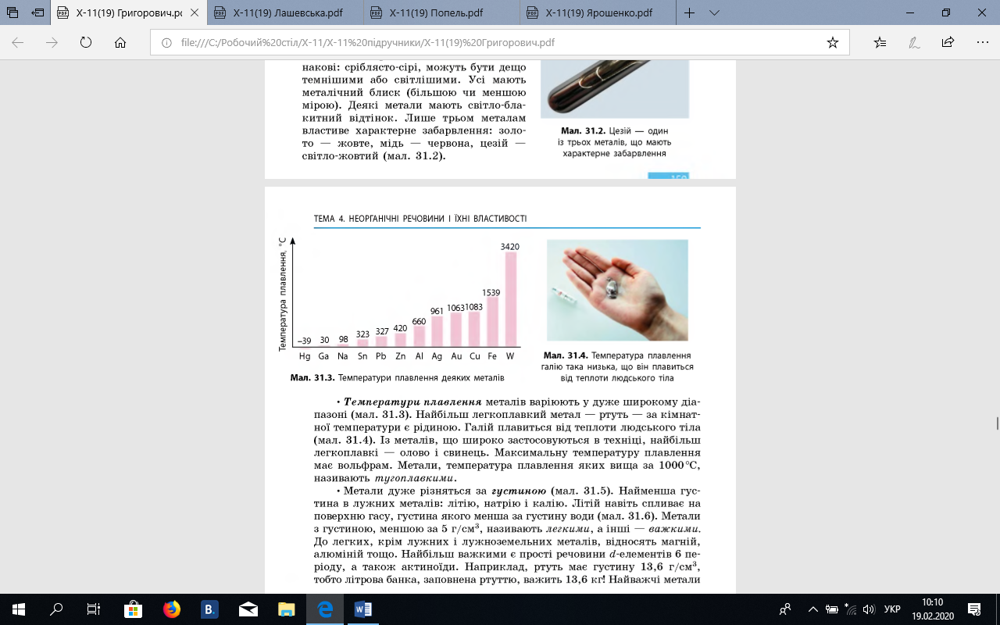 X-11(19) Григорович.pd
X-11(19) Лашевська.pdf
X-11(19) Попель.pdf
X-11(19) Ярошенко.pdf
file:///C:/Робочий%20стіл/X-11/X-11%20підручники/X-11(19)%20Григорович.pdf
накові: сріблясто-сірі, можуть бути дещо
темнішими або світлішими. Усі мають
металічний блиск (більшою чи меншою
мірою). Деякі метали мають світло-бла-
китний відтінок. Лише трьом металам
властиве характерне забарвлення: золо-
то — жовте, мідь — червона, цезій —
світло-жовтий (мал. 31.2).
Мал. 31.2. Цезій — один
із трьох металів, що мають
характерне забарвлення
ТЕМА 4. НЕОРГАНІЧНІ РЕЧОВИНИ І ЇХНІ ВЛАСТИВОСТІ
Температура плавлення, °C
–39 30 98 323 327 420 660 961 1063 1083 1539 3420
Hg Ga Na Sn Pb Zn Al Ag Au Cu Fe W
Мал. 31.3. Температури плавлення деяких металів
Мал. 31.4. Температура плавлення
галію така низька, що він плавиться
від теплоти людського тіла
• Температури плавлення металів варіюють у дуже широкому діа-
пазоні (мал. 31.3). Найбільш легкоплавкий метал — ртуть — за кімнат-
ної температури є рідиною. Галій плавиться від теплоти людського тіла
(мал. 31.4). Із металів, що широко застосовуються в техніці, найбільш
легкоплавкі — олово і свинець. Максимальну температуру плавлення
має вольфрам. Метали, температура плавлення яких вища за 1000 °C,
називають тугоплавкими.
• Метали дуже різняться за густиною (мал. 31.5). Найменша гус-
тина в лужних металів: літію, натрію і калію. Літій навіть спливає на
поверхню гасу, густина якого менша за густину води (мал. 31.6). Метали
з густиною, меншою за 5 г/см³, називають легкими, а інші — важкими.
До легких, крім лужних і лужноземельних металів, відносять магній,
алюміній тощо. Найбільш важкими є прості речовини d-елементів 6 пе-
ріоду, а також актиноїди. Наприклад, ртуть має густину 13,6 г/см³,
тобто літрова банка, заповнена ртуттю, важить 13,6 кг! Найважчі метали
B.
УКР
10:10
19.02.2020